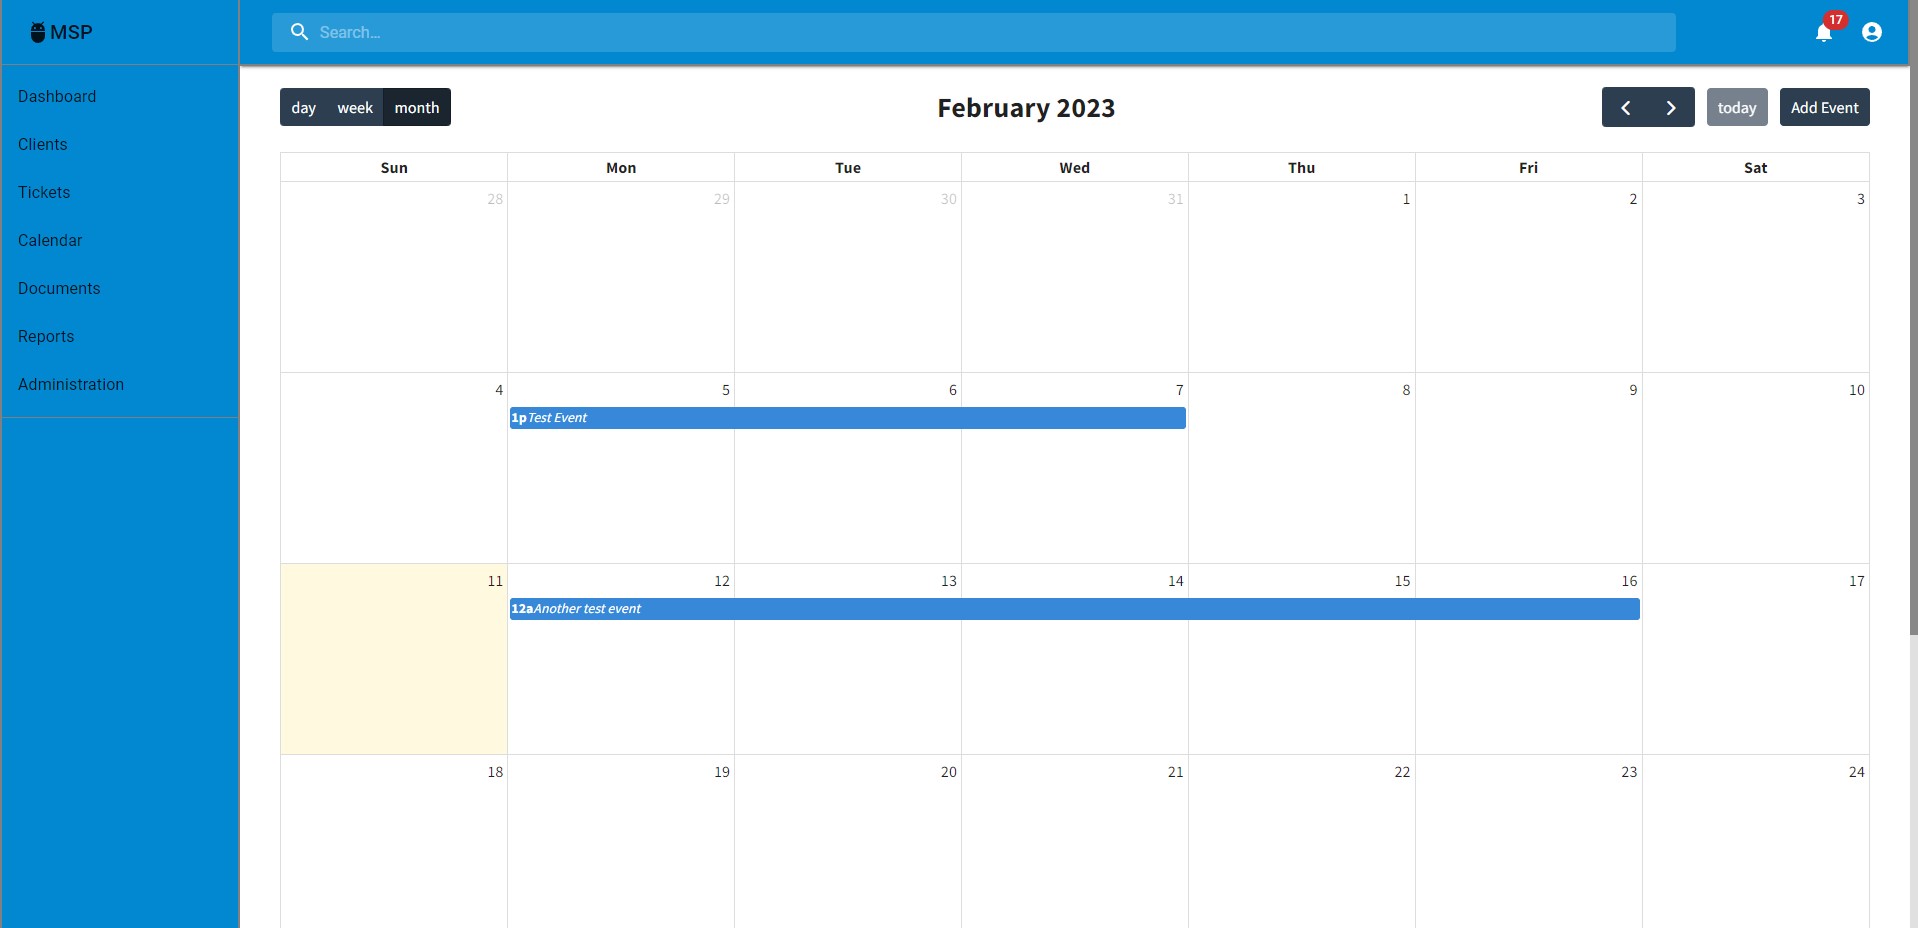 MSP
Search...
17
Dashboard
Clients
Tickets
Calendar
Documents
Reports
Administration
day week month
February 2023
today Add Event
Sun Mon Tue Wed Thu Fri Sat
28 29 30 31 1 2 3
4 5 6 7 8 9 10
1p Test Event
11 12 13 14 15 16 17
12a Another test event
18 19 20 21 22 23 24